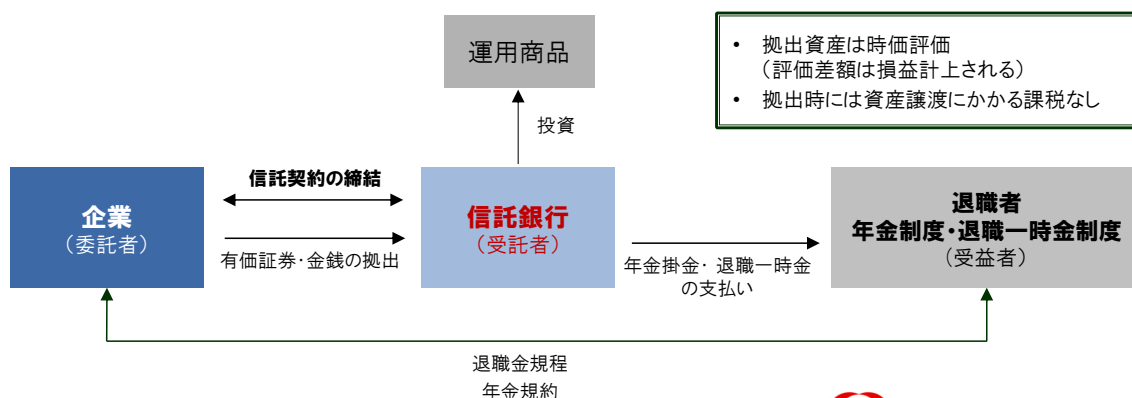 運用商品
• 拠出資産は時価評価
（評価差額は損益計上される）
• 拠出時には資産譲渡にかかる課税なし
投資
信託契約の締結
企業
（委託者）
信託銀行
（受託者）
退職者
年金制度・退職一時金制度
（受益者）
有価証券・金銭の拠出
年金掛金・ 退職一時金
の支払い
退職金規程
年金規約